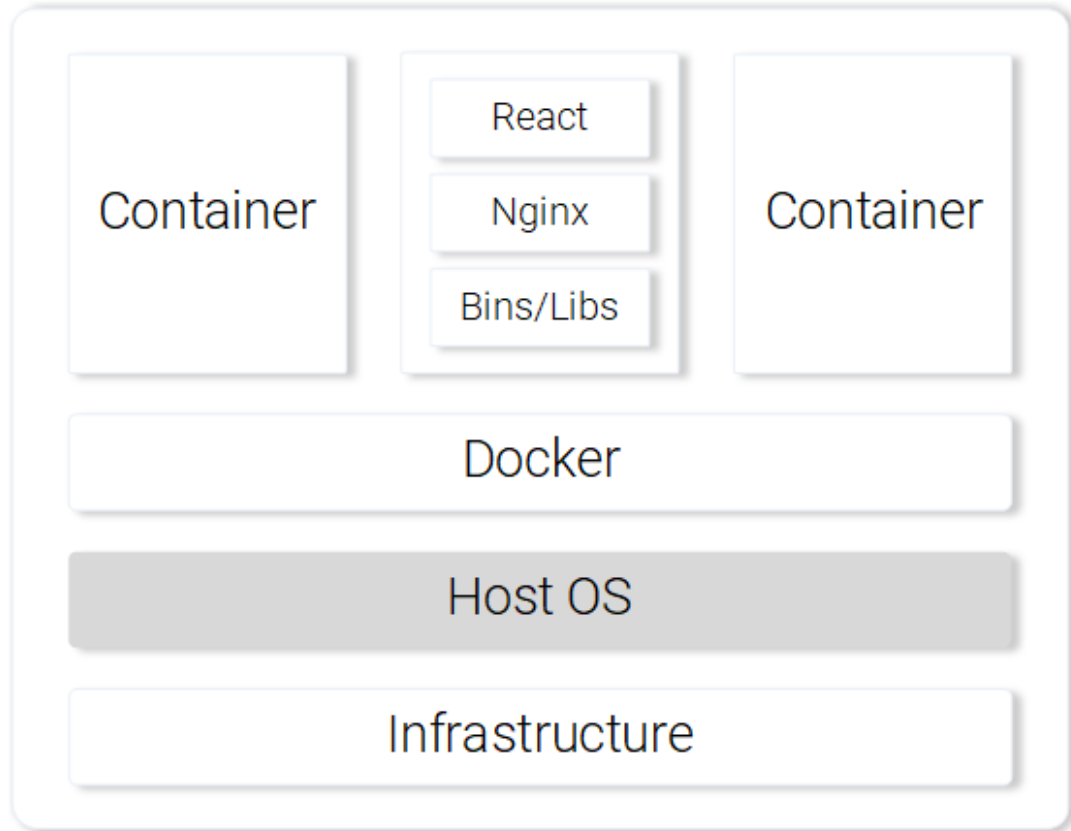 Container
React
Nginx
Bins/Libs
Container
Docker
Host OS
Infrastructure